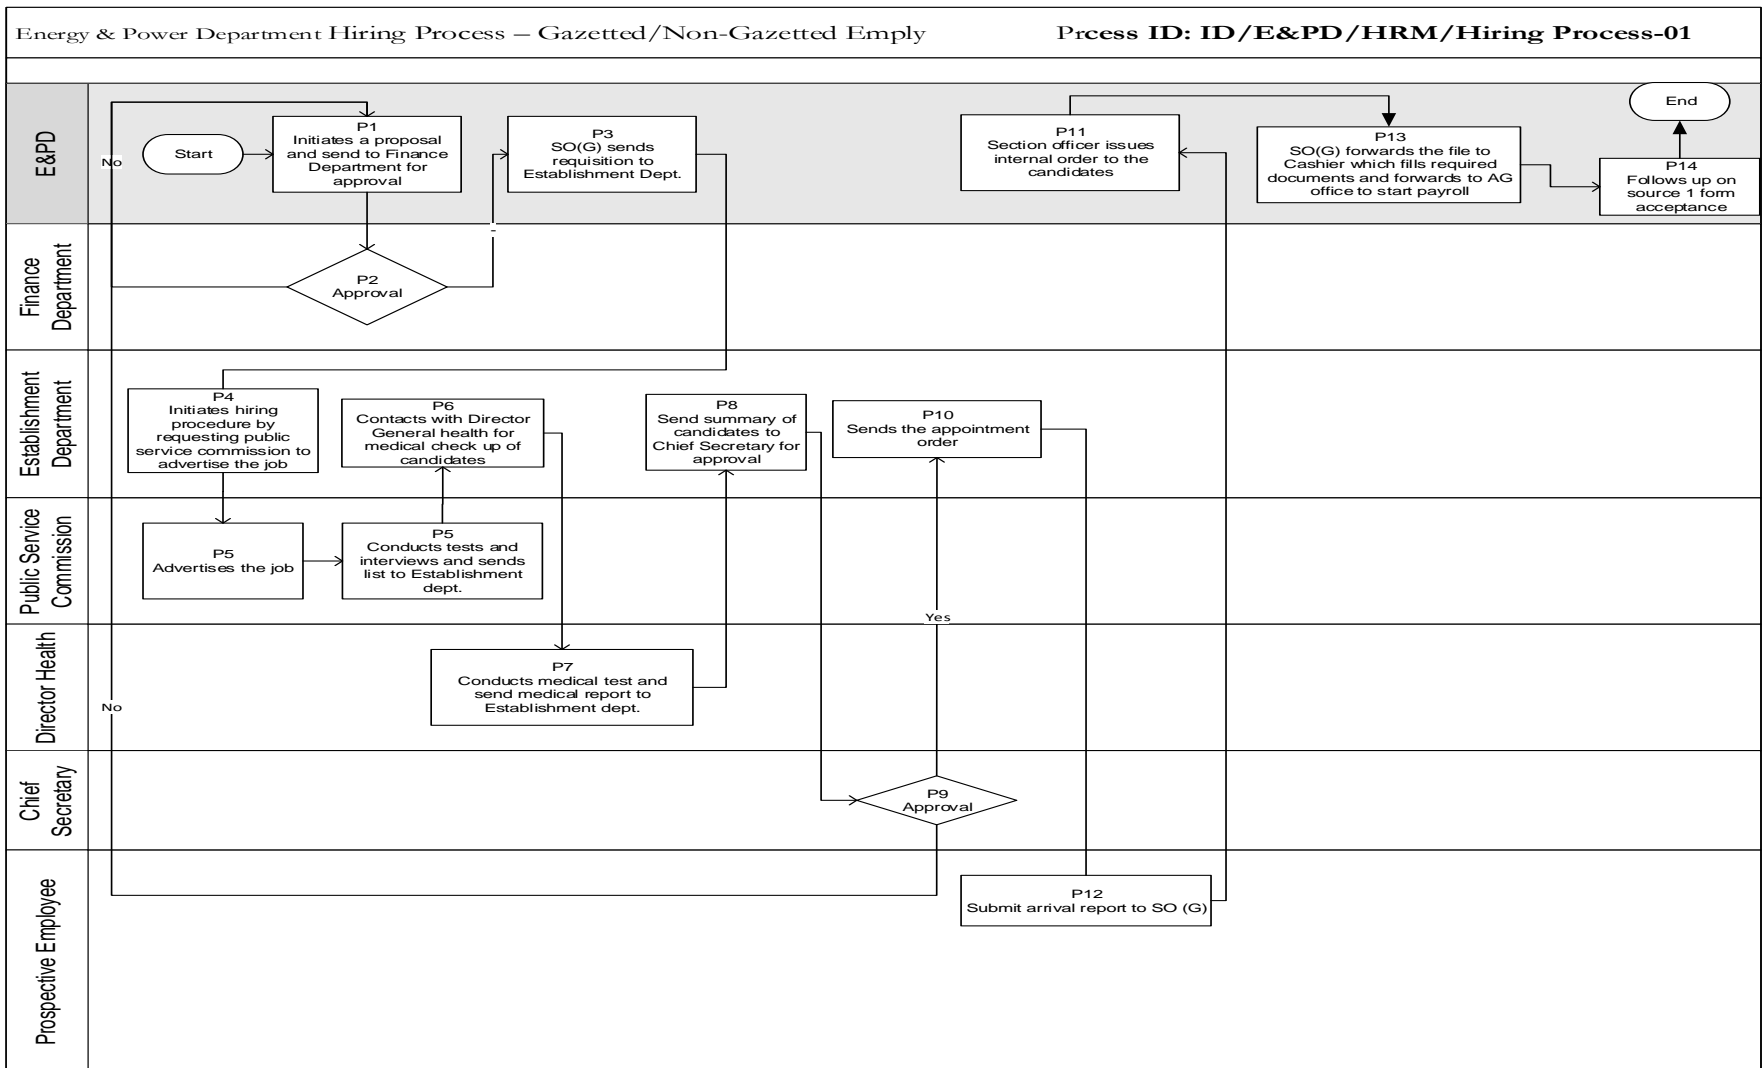 Energy & Power Department Hiring Process – Gazetted/Non-Gazetted Emply
Prcess ID: ID/E&PD/HRM/Hiring Process-01
E&PD
No
Start
P1
Initiates a proposal
and send to Finance
Department for
approval
P3
SO(G) sends
requisition to
Establishment Dept.
P11
Section officer issues
internal order to the
candidates
P13
SO(G) forwards the file to
Cashier which fills required
documents and forwards to AG
office to start payroll
End
P14
Follows up on
source 1 form
acceptance
Finance
Department
P2
Approval
-
Establishment
Department
P4
Initiates hiring
procedure by
requesting public
service commission to
advertise the job
P6
Contacts with Director
General health for
medical check up of
candidates
P8
Send summary of
candidates to
Chief Secretary for
approval
P10
Sends the appointment
order
Public Service
Commission
P5
Advertises the job
P5
Conducts tests and
interviews and sends
list to Establishment
dept.
Yes
Director Health
No
P7
Conducts medical test and
send medical report to
Establishment dept.
Chief
Secretary
P9
Approval
Prospective Employee
P12
Submit arrival report to SO (G)